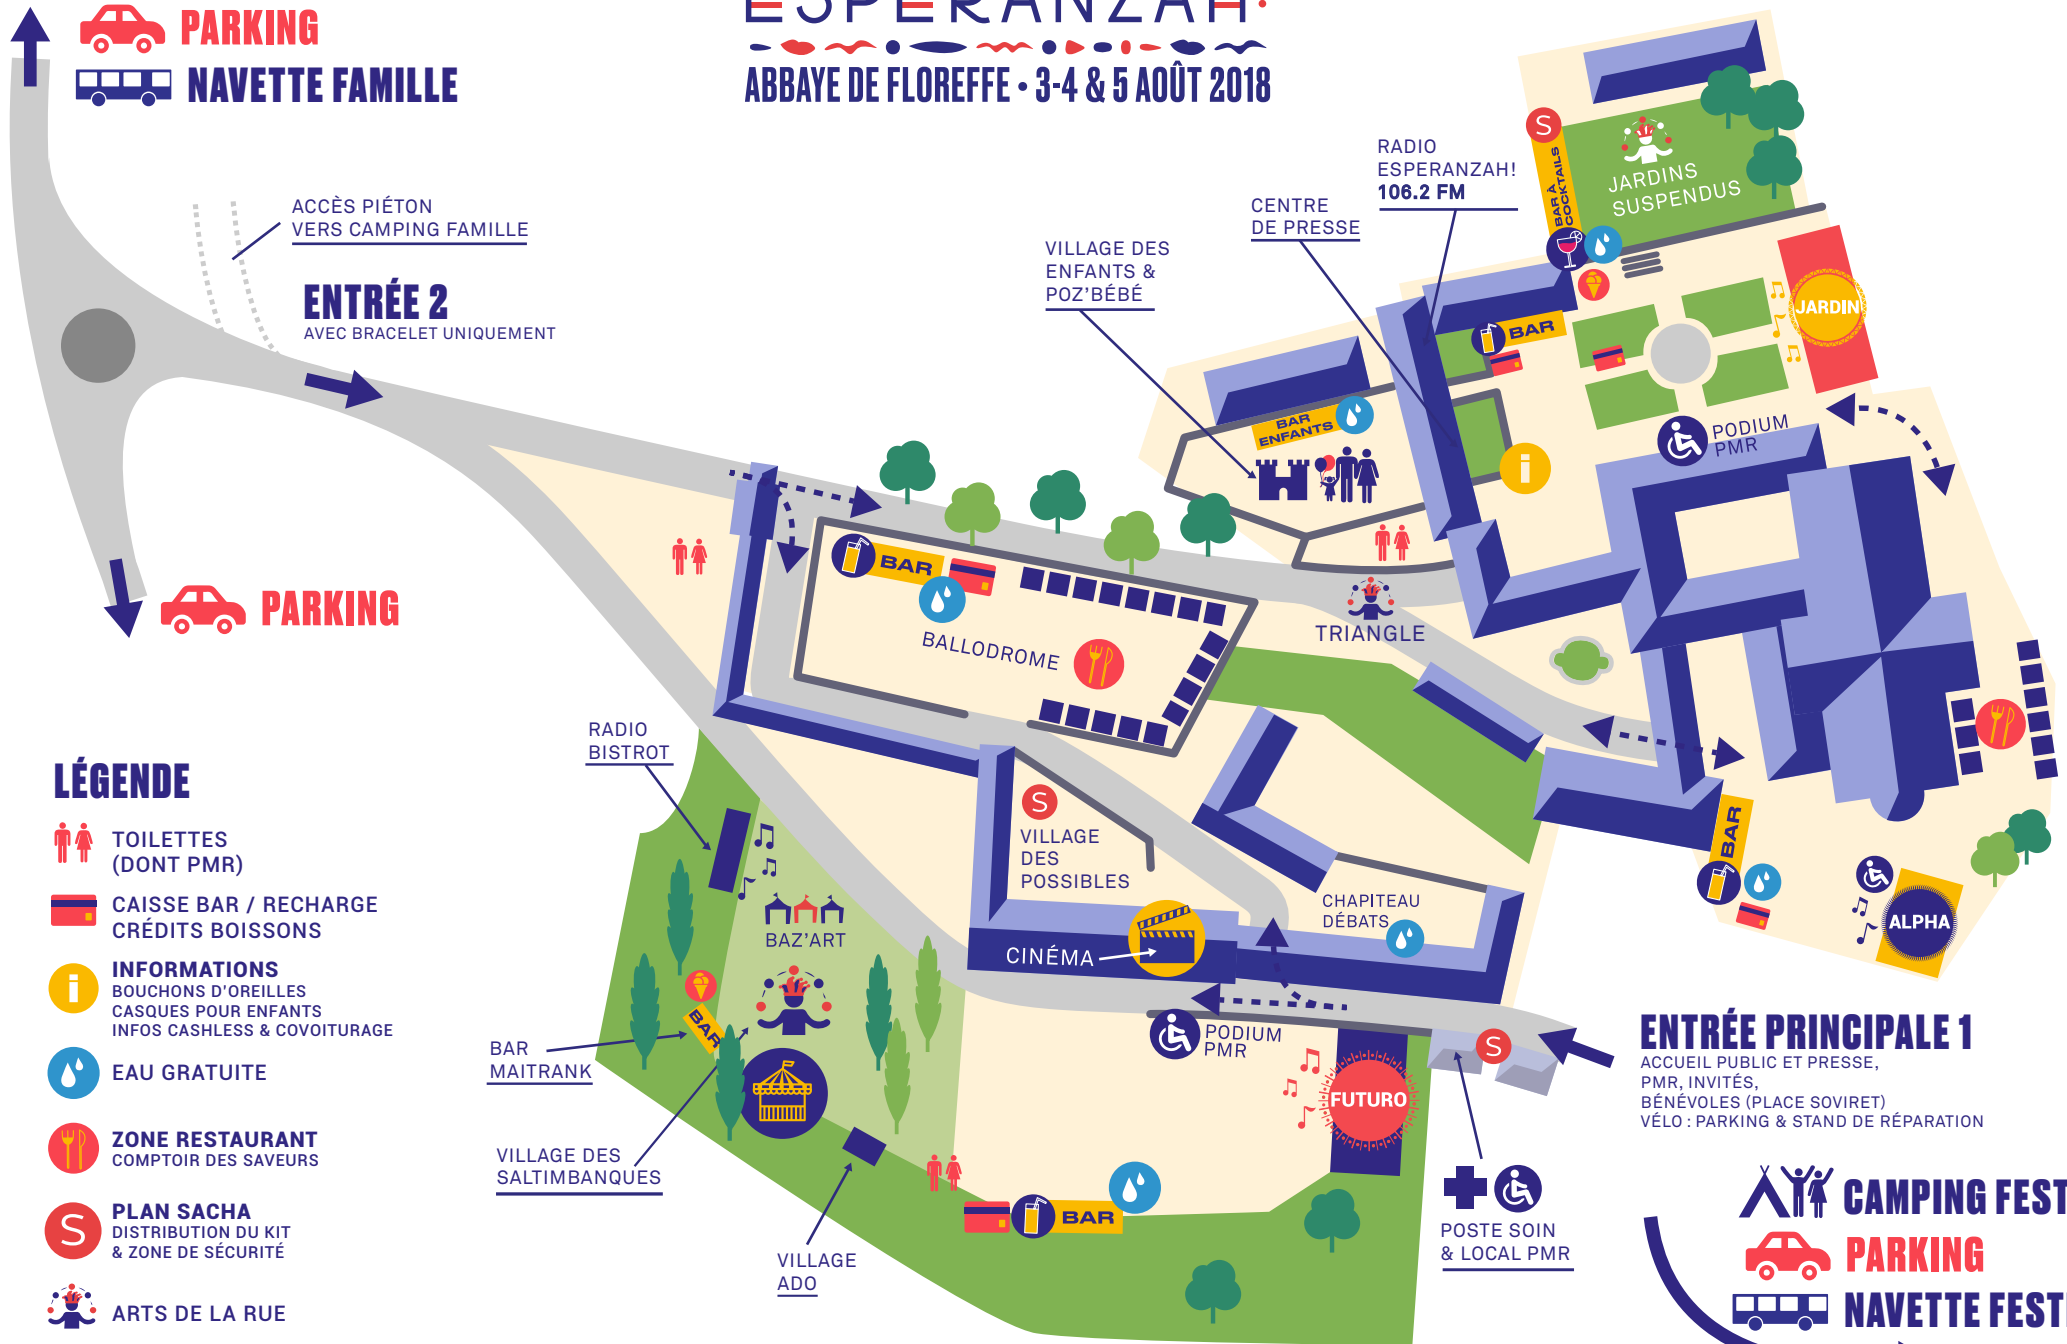 ESPERANZAH!
ABBAYE DE FLOREFFE • 3-4 & 5 AOÛT 2018
PARKING
NAVETTE FAMILLE
ACCÈS PIÉTON
VERS CAMPING FAMILLE
ENTRÉE 2
AVEC BRACELET UNIQUEMENT
PARKING
RADIO
ESPERANZAH!
106.2 FM
CENTRE
DE PRESSE
VILLAGE DES
ENFANTS &
POZ'BÉBÉ
S
BAR À
COCKTAILS
JARDINS
SUSPENDUS
JARDIN
BAR
BAR
ENFANTS
i
PODIUM
PMR
BAR
BALLODROME
TRIANGLE
RADIO
BISTROT
S
VILLAGE
DES
POSSIBLES
CINÉMA
CHAPITEAU
DÉBATS
BAR
ALPHA
BAZ'ART
BAR
BAR
MAITRANK
VILLAGE DES
SALTIMBANQUES
VILLAGE
ADO
BAR
PODIUM
PMR
FUTURO
S
POSTE SOIN
& LOCAL PMR
ENTRÉE PRINCIPALE 1
ACCUEIL PUBLIC ET PRESSE,
PMR, INVITÉS,
BÉNÉVOLES (PLACE SOVIRET)
VÉLO : PARKING & STAND DE RÉPARATION
CAMPING FEST
PARKING
NAVETTE FEST
LÉGENDE
TOILETTES
(DONT PMR)
CAISSE BAR / RECHARGE
CRÉDITS BOISSONS
i
INFORMATIONS
BOUCHONS D'OREILLES
CASQUES POUR ENFANTS
INFOS CASHLESS & COVOITURAGE
EAU GRATUITE
ZONE RESTAURANT
COMPTOIR DES SAVEURS
S
PLAN SACHA
DISTRIBUTION DU KIT
& ZONE DE SÉCURITÉ
ARTS DE LA RUE